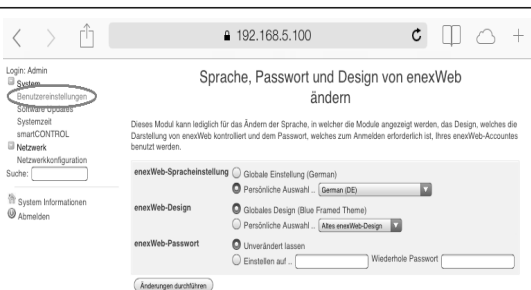 192.168.5.100
Login: Admin
System
Benutzereinstellungen
Software Updates
Systemzeit
smartCONTROL
Netzwerk
Netzwerkkonfiguration
Suche:
System Informationen
Abmelden
Sprache, Passwort und Design von enexWeb
ändern
Dieses Modul kann lediglich für das Ändern der Sprache, in welcher die Module angezeigt werden, das Design, welches die
Darstellung von enexWeb kontrolliert und dem Passwort, welches zum Anmelden erforderlich ist, Ihres enexWeb-Accountes
benutzt werden.
enexWeb-Spracheinstellung Globale Einstellung (German)
Persönliche Auswahl .. German (DE)
enexWeb-Design Globales Design (Blue Framed Theme)
Persönliche Auswahl .. Altes enexWeb-Design
enexWeb-Passwort Unverändert lassen
Einstellen auf .. Wiederhole Passwort
Änderungen durchführen